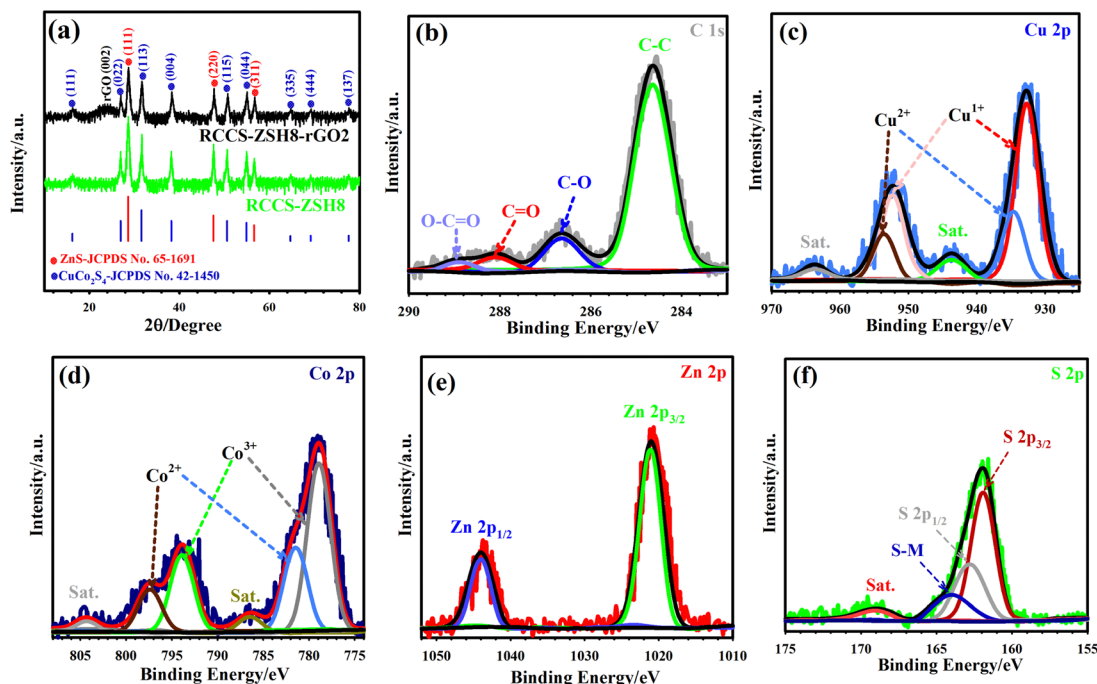 (a)
(111)
rGO (002)
(022)
(111)
(113)
(004)
(220)
(115)
(044)
(311)
(335)
(444)
(137)
RCCS-ZSH8-rGO2
RCCS-ZSH8
ZnS-JCPDS No. 65-1691
CuCo₂S₄-JCPDS No. 42-1450
20 40 60 80
2θ/Degree
Intensity/a.u.
(b)
C 1s
C-C
C-O
C=O
O-C=O
290 288 286 284
Binding Energy/eV
Intensity/a.u.
(c)
Cu 2p
Cu²⁺
Cu¹⁺
Sat.
Sat.
970 960 950 940 930
Binding Energy/eV
Intensity/a.u.
(d)
Co 2p
Co³⁺
Co²⁺
Sat.
Sat.
805 795 785 775
Binding Energy/eV
Intensity/a.u.
(e)
Zn 2p
Zn 2p₃/₂
Zn 2p₁/₂
1050 1040 1030 1020 1010
Binding Energy/eV
Intensity/a.u.
(f)
S 2p
S 2p₃/₂
S 2p₁/₂
S-M
Sat.
175 170 165 160 155
Binding Energy/eV
Intensity/a.u.